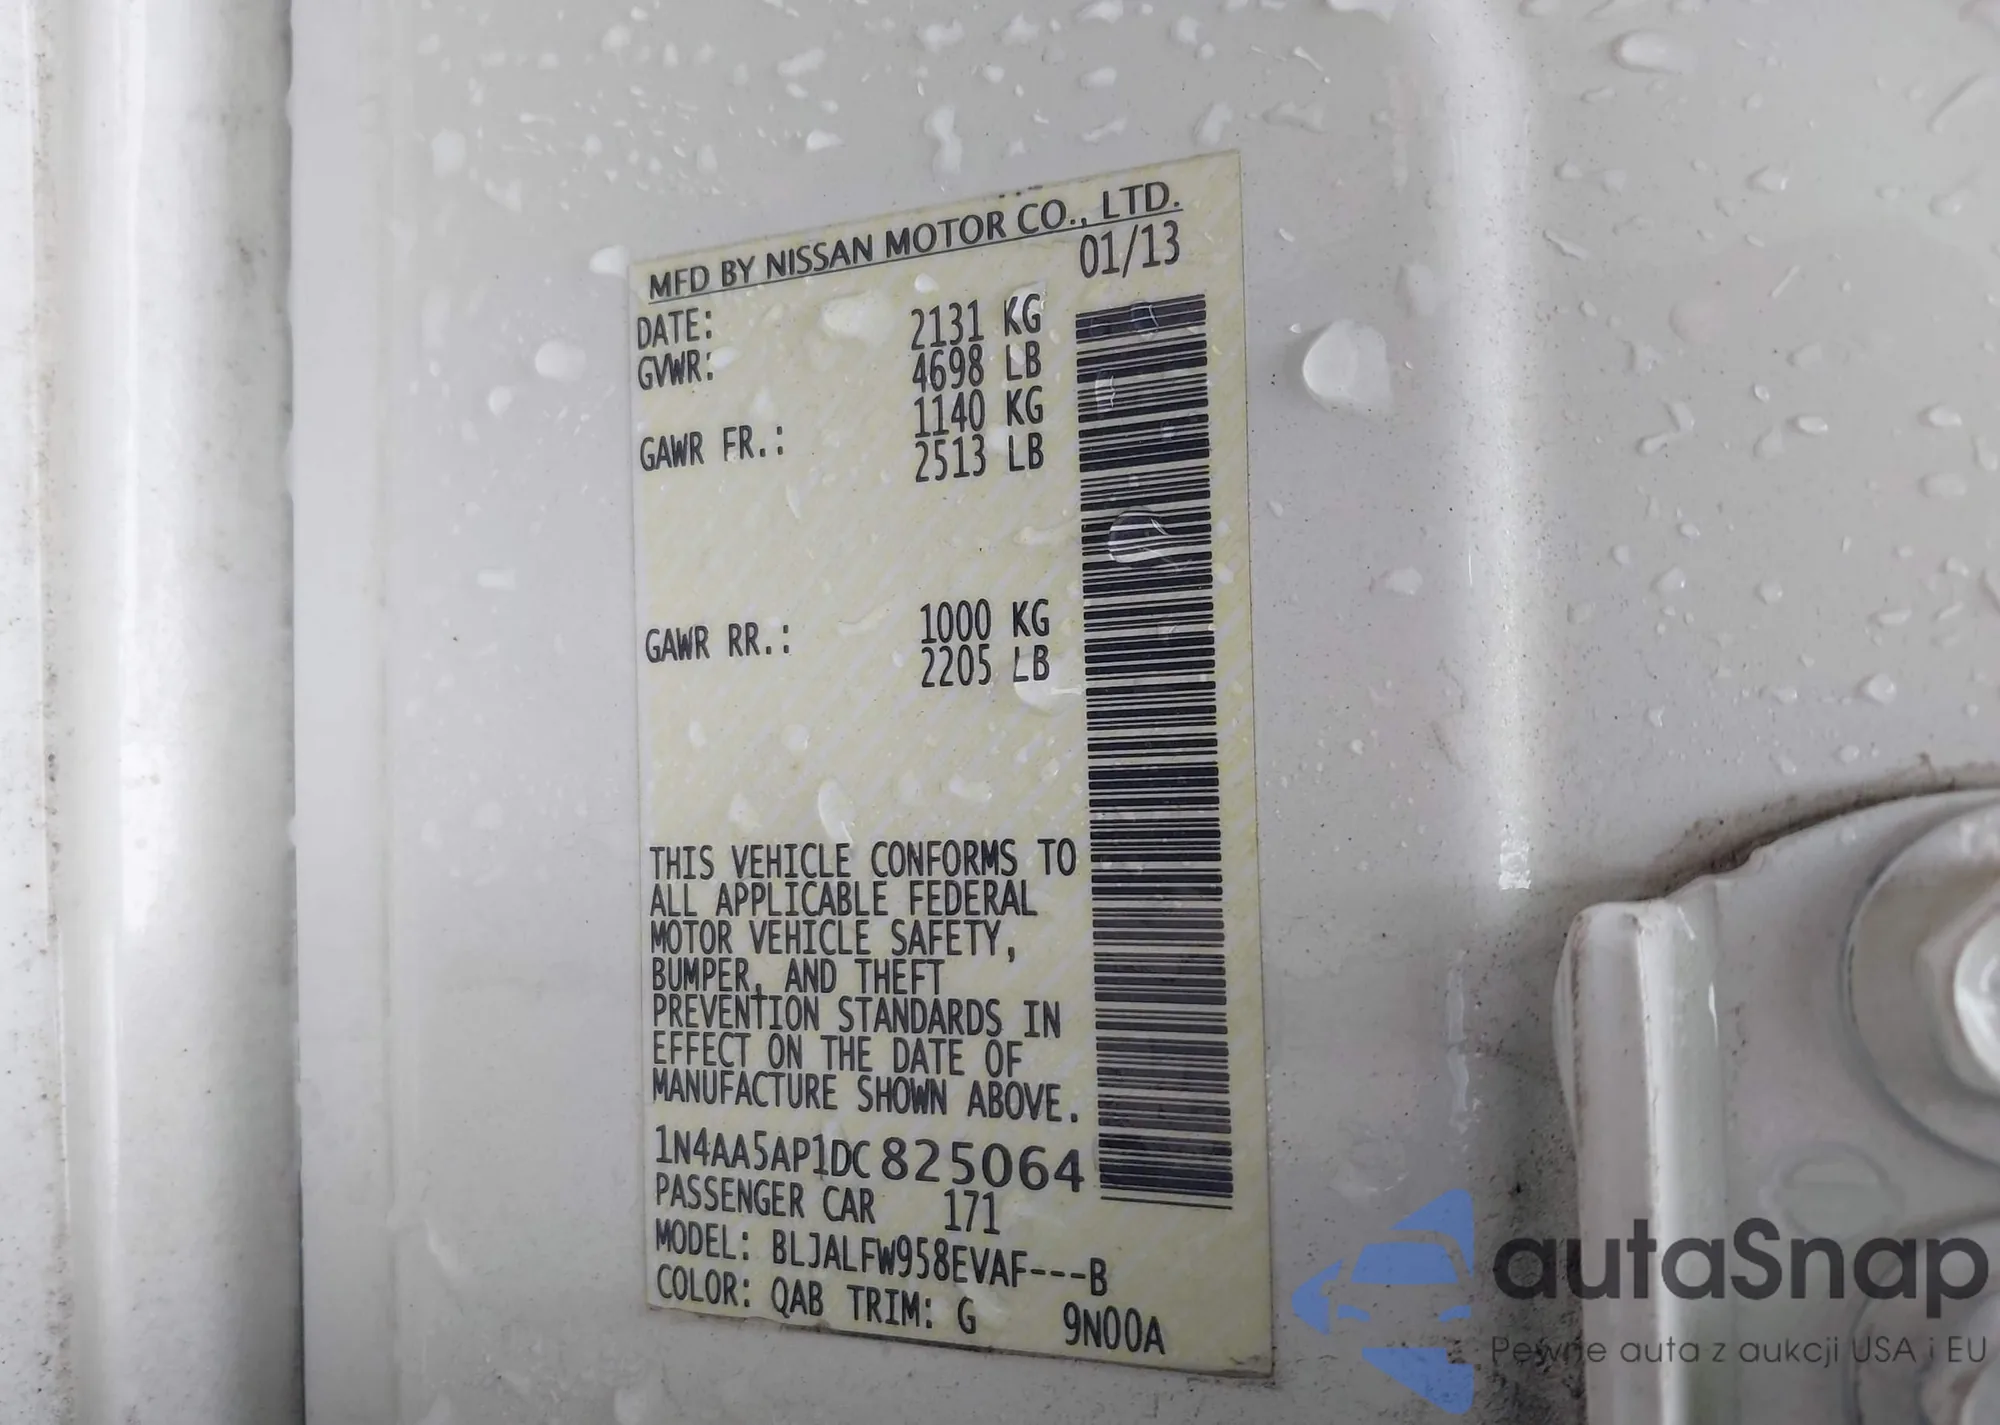 MFD BY NISSAN MOTOR CO., LTD.
DATE: 01/13
GVWR: 2131 KG
4698 LB
GAWR FR.: 1140 KG
2513 LB
GAWR RR.: 1000 KG
2205 LB
THIS VEHICLE CONFORMS TO
ALL APPLICABLE FEDERAL
MOTOR VEHICLE SAFETY,
BUMPER, AND THEFT
PREVENTION STANDARDS IN
EFFECT ON THE DATE OF
MANUFACTURE SHOWN ABOVE.
1N4AA5AP1DC825064
PASSENGER CAR 171
MODEL: BLJALFW958EVAF---B
COLOR: QAB TRIM: G 9N00A
autaSnap
Pewne auta z aukcji USA i EU